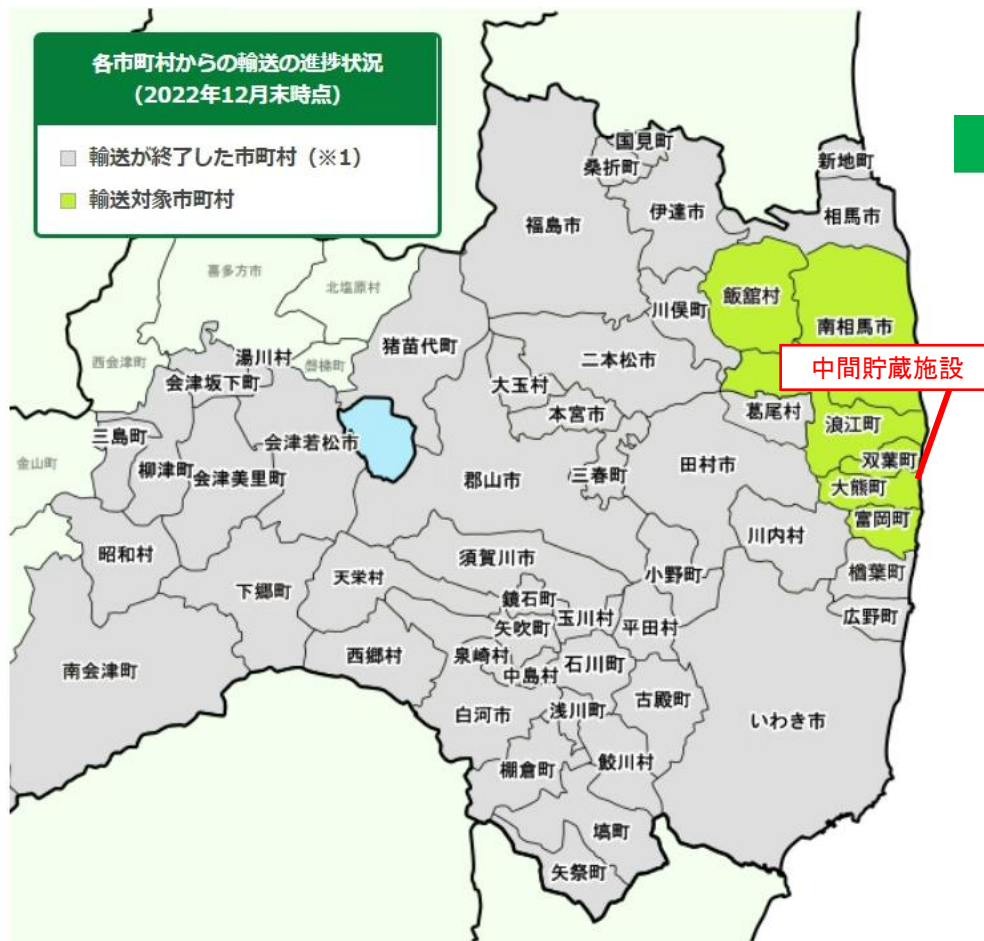 各市町村からの輸送の進捗状況
(2022年12月末時点)
輸送が終了した市町村(※1)
輸送対象市町村
国見町
桑折町
新地町
伊達市
相馬市
福島市
喜多方市
北塩原村
飯舘村
川俣町
南相馬市
猪苗代町
湯川村
西会津町
磐梯町
二本松市
中間貯蔵施設
会津坂下町
大玉村
本宮市
葛尾村
浪江町
三島町
会津若松市
双葉町
金山町
柳津町
会津美里町
郡山市
三春町
田村市
大熊町
富岡町
川内村
昭和村
須賀川市
下郷町
天栄村
小野町
楢葉町
鏡石町
玉川村
広野町
矢吹町
平田村
西郷村
泉崎村
石川町
南会津町
中島村
古殿町
白河市
浅川町
いわき市
棚倉町
鮫川村
塙町
矢祭町